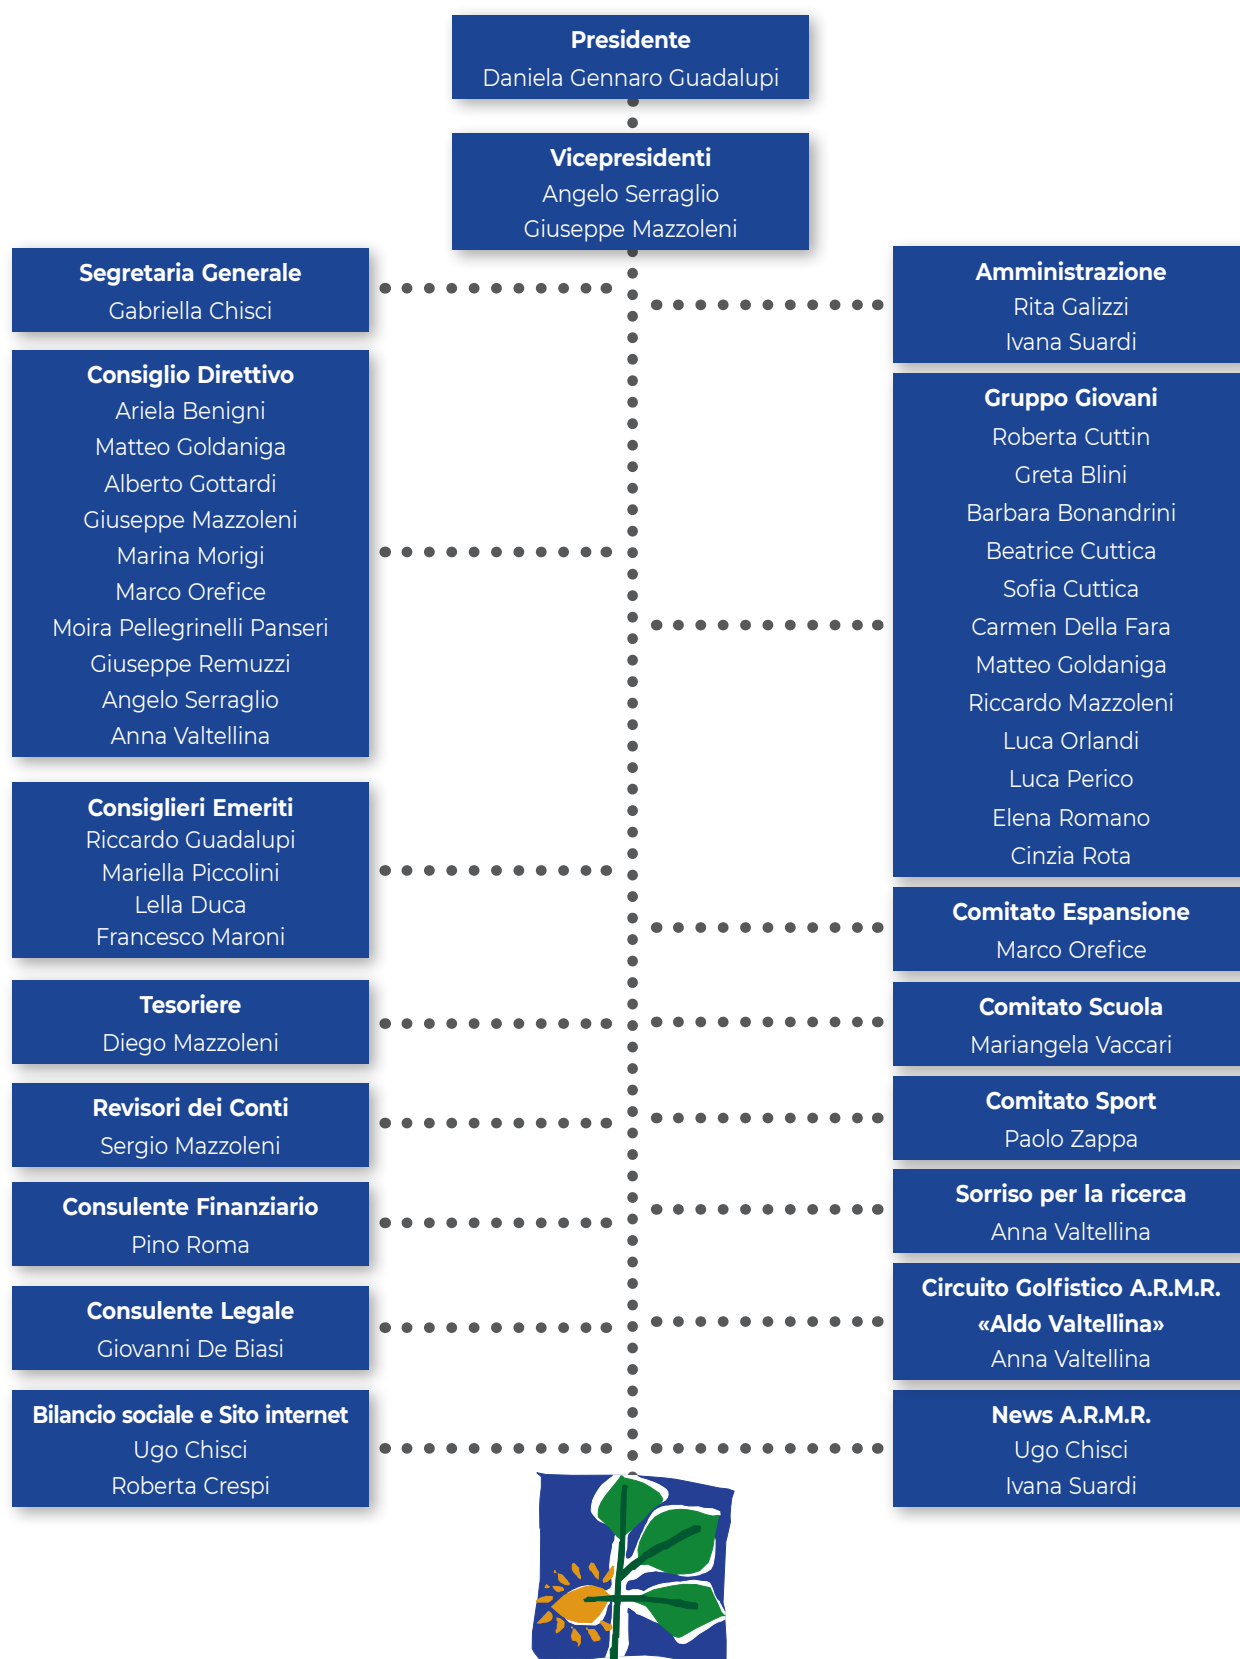 Presidente
Daniela Gennaro Guadalupi
Vicepresidenti
Angelo Serraglio
Giuseppe Mazzoleni
Segretaria Generale
Gabriella Chisci
Consiglio Direttivo
Ariela Benigni
Matteo Goldaniga
Alberto Gottardi
Giuseppe Mazzoleni
Marina Morigi
Marco Orefice
Moira Pellegrinelli Panseri
Giuseppe Remuzzi
Angelo Serraglio
Anna Valtellina
Consiglieri Emeriti
Riccardo Guadalupi
Mariella Piccolini
Lella Duca
Francesco Maroni
Tesoriere
Diego Mazzoleni
Revisori dei Conti
Sergio Mazzoleni
Consulente Finanziario
Pino Roma
Consulente Legale
Giovanni De Biasi
Bilancio sociale e Sito internet
Ugo Chisci
Roberta Crespi
Amministrazione
Rita Galizzi
Ivana Suardi
Gruppo Giovani
Roberta Cuttin
Greta Blini
Barbara Bonandrini
Beatrice Cuttica
Sofia Cuttica
Carmen Della Fara
Matteo Goldaniga
Riccardo Mazzoleni
Luca Orlandi
Luca Perico
Elena Romano
Cinzia Rota
Comitato Espansione
Marco Orefice
Comitato Scuola
Mariangela Vaccari
Comitato Sport
Paolo Zappa
Sorriso per la ricerca
Anna Valtellina
Circuito Golfistico A.R.M.R.
«Aldo Valtellina»
Anna Valtellina
News A.R.M.R.
Ugo Chisci
Ivana Suardi